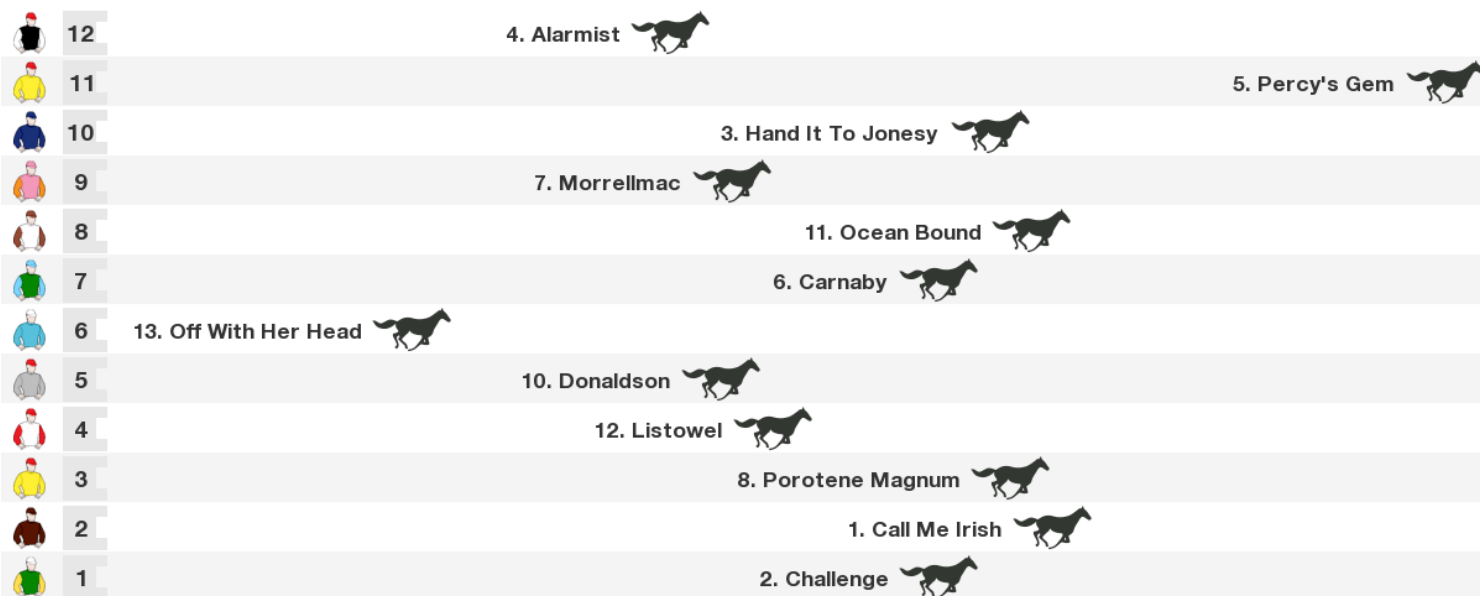 12 4. Alarmist
11 5. Percy's Gem
10 3. Hand It To Jonesy
9 7. Morrellmac
8 11. Ocean Bound
7 6. Carnaby
6 13. Off With Her Head
5 10. Donaldson
4 12. Listowel
3 8. Porotene Magnum
2 1. Call Me Irish
1 2. Challenge